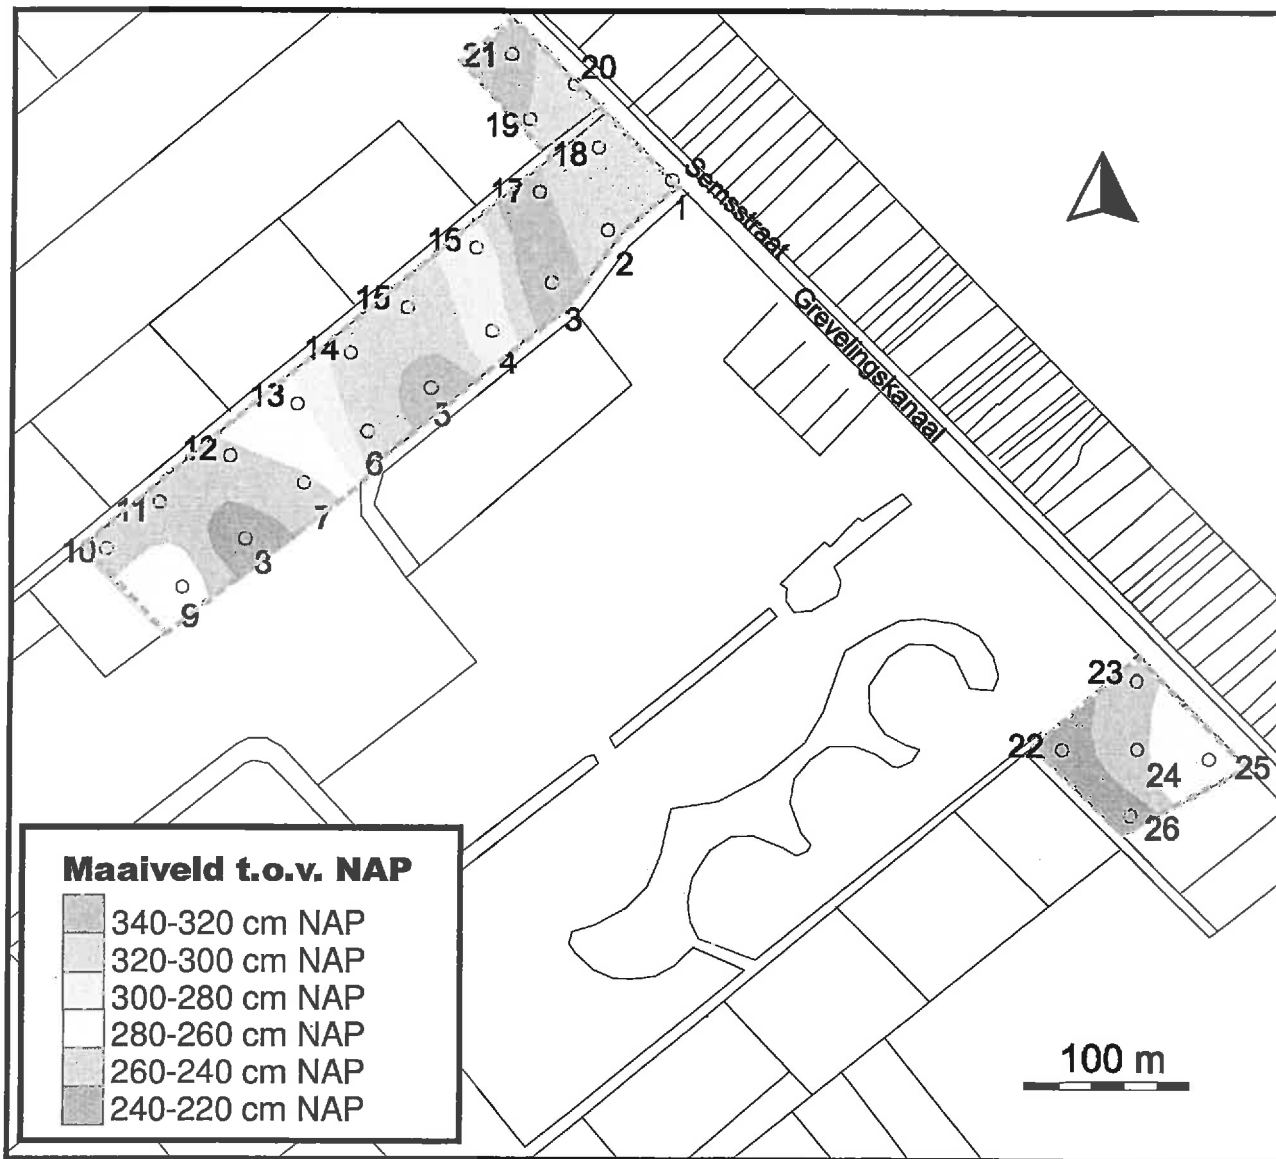 21
20
19
18
17
1
Semsstraat
2
15
15
3
Grevelingskanaal
14
4
13
5
12
6
11
7
10
3
9
23
22
24
25
26
Maaiveld t.o.v. NAP
340-320 cm NAP
320-300 cm NAP
300-280 cm NAP
280-260 cm NAP
260-240 cm NAP
240-220 cm NAP
100 m